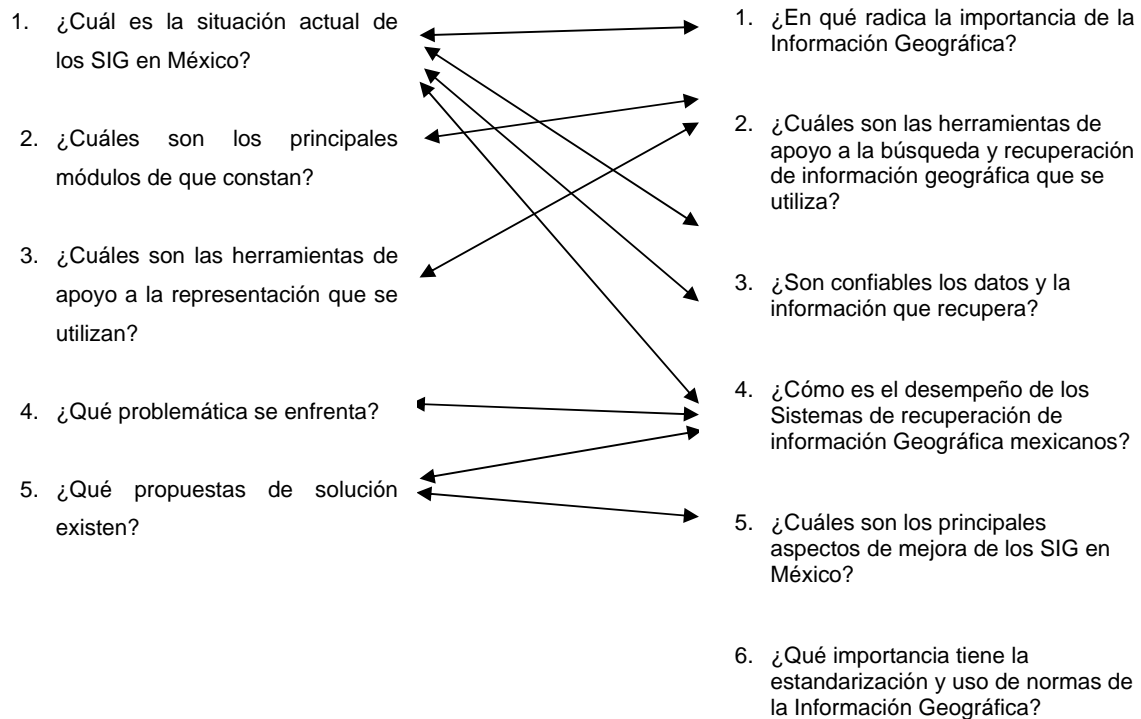 1. ¿Cuál es la situación actual de
los SIG en México?
2. ¿Cuáles son los principales
módulos de que constan?
3. ¿Cuáles son las herramientas de
apoyo a la representación que se
utilizan?
4. ¿Qué problemática se enfrenta?
5. ¿Qué propuestas de solución
existen?
1. ¿En qué radica la importancia de la
Información Geográfica?
2. ¿Cuáles son las herramientas de
apoyo a la búsqueda y recuperación
de información geográfica que se
utiliza?
3. ¿Son confiables los datos y la
información que recupera?
4. ¿Cómo es el desempeño de los
Sistemas de recuperación de
información Geográfica mexicanos?
5. ¿Cuáles son los principales
aspectos de mejora de los SIG en
México?
6. ¿Qué importancia tiene la
estandarización y uso de normas de
la Información Geográfica?